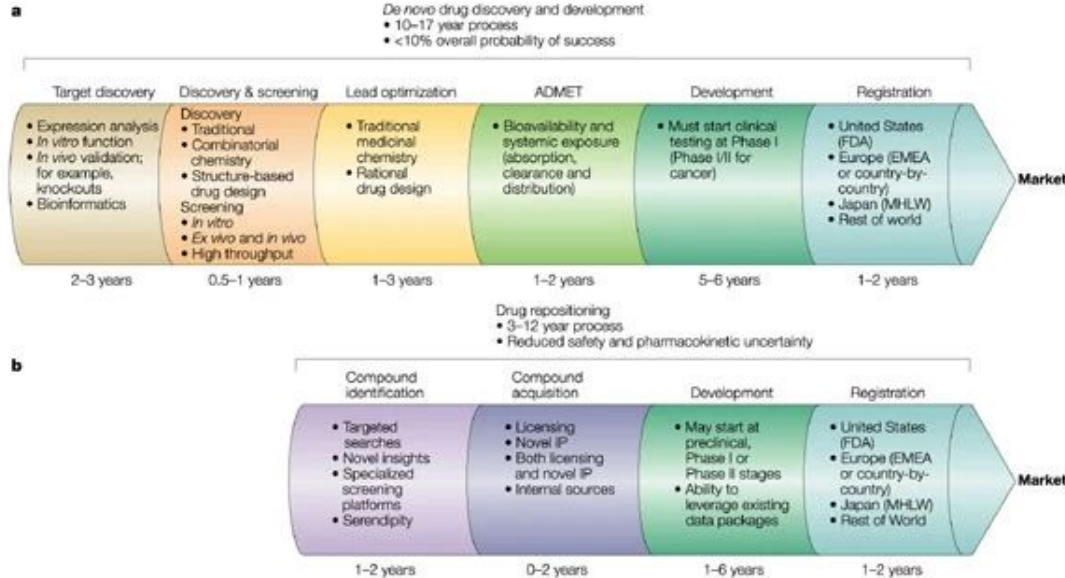 a
De novo drug discovery and development
• 10–17 year process
• <10% overall probability of success
Target discovery
• Expression analysis
• In vitro function
• In vivo validation;
for example,
knockouts
• Bioinformatics
2–3 years
Discovery & screening
Discovery
• Traditional
• Combinatorial
chemistry
• Structure-based
drug design
Screening
• In vitro
• Ex vivo and in vivo
• High throughput
0.5–1 years
Lead optimization
• Traditional
medicinal
chemistry
• Rational
drug design
1–3 years
ADMET
• Bioavailability and
systemic exposure
(absorption,
clearance and
distribution)
1–2 years
Development
• Must start clinical
testing at Phase I
(Phase I/II for
cancer)
5–6 years
Registration
• United States
(FDA)
• Europe (EMEA
or country-by-
country)
• Japan (MHLW)
• Rest of world
1–2 years
Market
b
Drug repositioning
• 3–12 year process
• Reduced safety and pharmacokinetic uncertainty
Compound
identification
• Targeted
searches
• Novel insights
• Specialized
screening
platforms
• Serendipity
1–2 years
Compound
acquisition
• Licensing
• Novel IP
• Both licensing
and novel IP
• Internal sources
0–2 years
Development
• May start at
preclinical,
Phase I or
Phase II stages
• Ability to
leverage existing
data packages
1–6 years
Registration
• United States
(FDA)
• Europe (EMEA
or country-by-
country)
• Japan (MHLW)
• Rest of World
1–2 years
Market